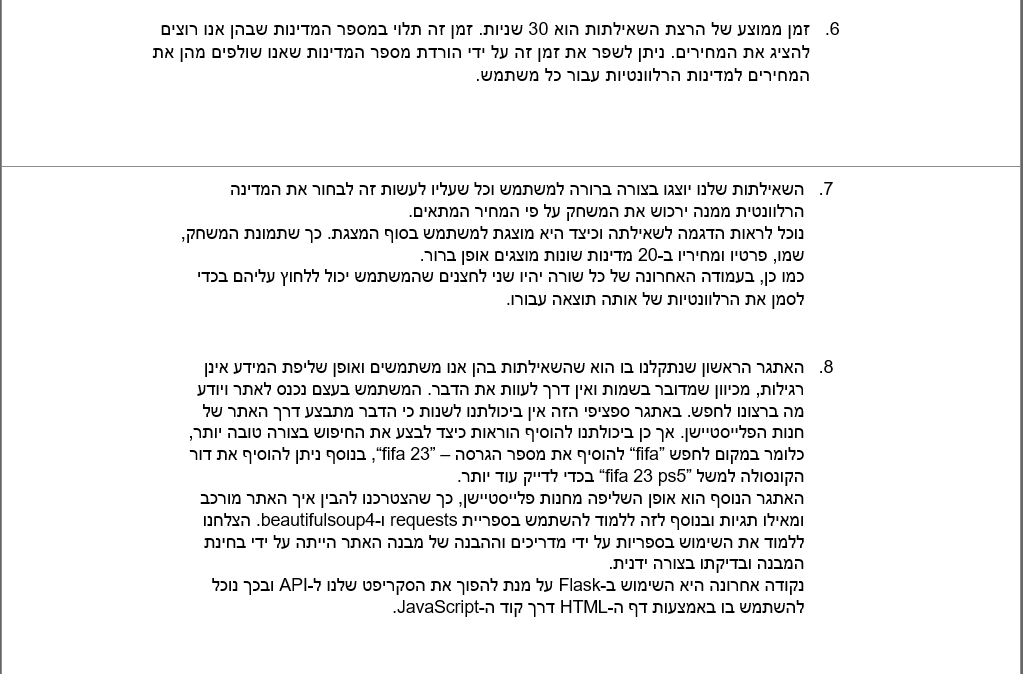 6. זמן ממוצע של הרצת השאילתות הוא 30 שניות. זמן זה תלוי במספר המדינות שבהן אנו רוצים
להציג את המחירים. ניתן לשפר את זמן זה על ידי הורדת מספר המדינות שאנו שולפים מהן את
המחירים למדינות הרלוונטיות עבור כל משתמש.
7. השאילתות שלנו יוצגו בצורה ברורה למשתמש וכל שעליו לעשות זה לבחור את המדינה
הרלוונטית ממנה ירכוש את המשחק על פי המחיר המתאים.
נוכל לראות הדגמה לשאילתה וכיצד היא מוצגת למשתמש בסוף המצגת. כך שתמונת המשחק,
שמו, פרטיו ומחיריו ב-20 מדינות שונות מוצגים אופן ברור.
כמו כן, בעמודה האחרונה של כל שורה יהיו שני לחצנים שהמשתמש יכול ללחוץ עליהם בכדי
לסמן את הרלוונטיות של אותה תוצאה עבורו.
8. האתגר הראשון שנתקלנו בו הוא שהשאילתות בהן אנו משתמשים ואופן שליפת המידע אינן
רגילות, מכיוון שמדובר בשמות ואין דרך לעוות את הדבר. המשתמש בעצם נכנס לאתר ויודע
מה ברצונו לחפש. באתגר ספציפי הזה אין ביכולתנו לשנות כי הדבר מתבצע דרך האתר של
חנות הפלייסטיישן. אך כן ביכולתנו להוסיף הוראות כיצד לבצע את החיפוש בצורה טובה יותר,
כלומר במקום לחפש "fifa" להוסיף את מספר הגרסה – "fifa 23", בנוסף ניתן להוסיף את דור
הקונסולה למשל "fifa 23 ps5" בכדי לדייק עוד יותר.
האתגר הנוסף הוא אופן השליפה מחנות פלייסטיישן, כך שהצטרכנו להבין איך האתר מורכב
ומאילו תגיות ובנוסף לזה ללמוד להשתמש בספריית requests ו-beautifulsoup4. הצלחנו
ללמוד את השימוש בספריות על ידי מדריכים וההבנה של מבנה האתר הייתה על ידי בחינת
המבנה ובדיקתו בצורה ידנית.
נקודה אחרונה היא השימוש ב-Flask על מנת להפוך את הסקריפט שלנו ל-API ובכך נוכל
להשתמש בו באמצעות דף ה-HTML דרך קוד ה-JavaScript.